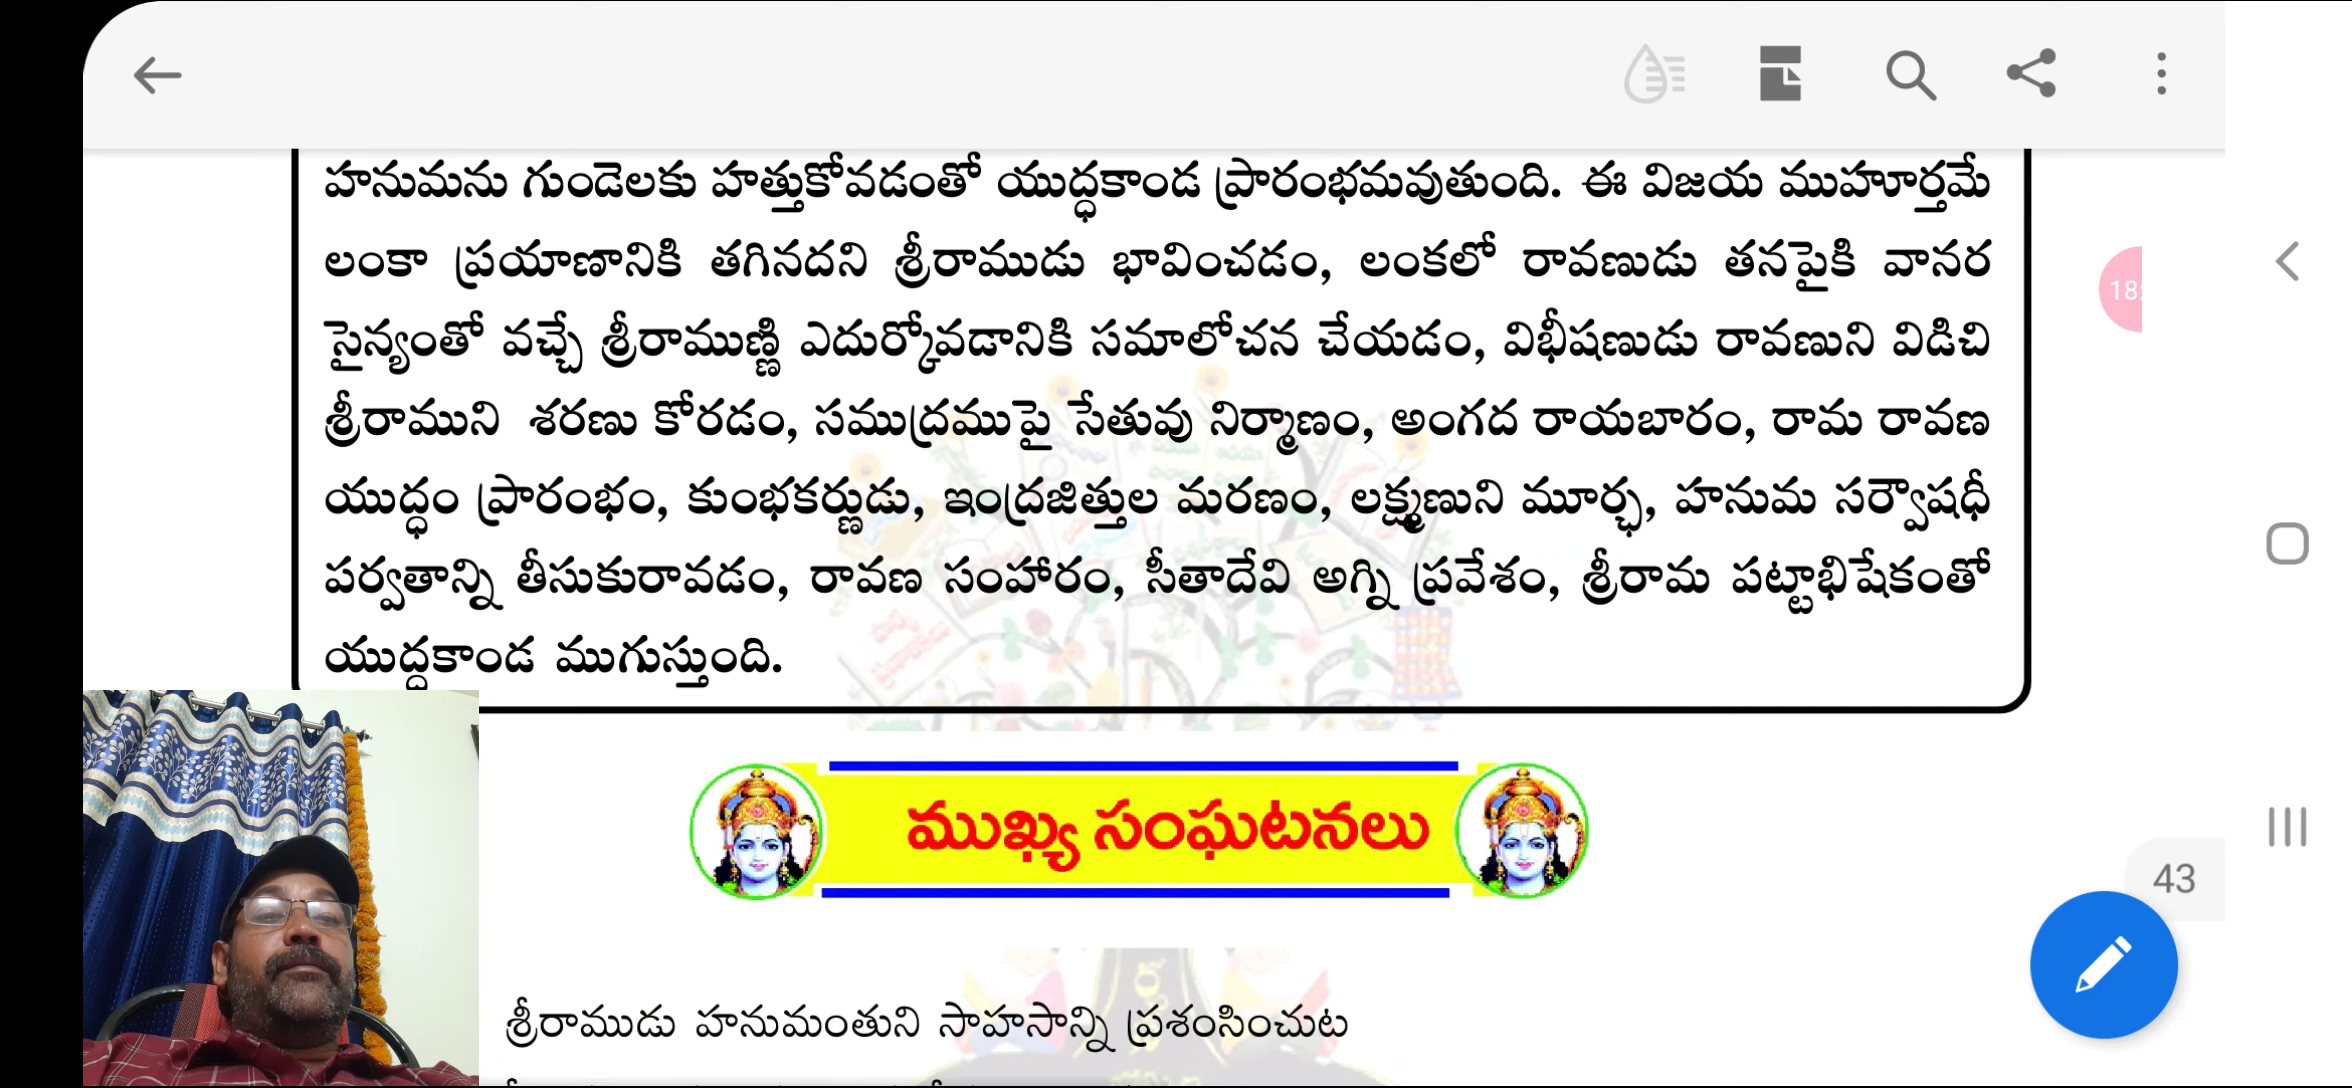 హనుమను గుండెలకు హత్తుకోవడంతో యుద్ధకాండ ప్రారంభమవుతుంది. ఈ విజయ ముహూర్తమే
లంకా ప్రయాణానికి తగినదని శ్రీరాముడు భావించడం, లంకలో రావణుడు తనపైకి వానర
సైన్యంతో వచ్చే శ్రీరాముణ్ణి ఎదుర్కోవడానికి సమాలోచన చేయడం, విభీషణుడు రావణుని విడిచి
శ్రీరాముని శరణు కోరడం, సముద్రముపై సేతువు నిర్మాణం, అంగద రాయబారం, రామ రావణ
యుద్ధం ప్రారంభం, కుంభకర్ణుడు, ఇంద్రజిత్తుల మరణం, లక్ష్మణుని మూర్ఛ, హనుమ సర్వౌషధీ
పర్వతాన్ని తీసుకురావడం, రావణ సంహారం, సీతాదేవి అగ్ని ప్రవేశం, శ్రీరామ పట్టాభిషేకంతో
యుద్దకాండ ముగుస్తుంది.
18:
ముఖ్య సంఘటనలు
43
శ్రీరాముడు హనుమంతుని సాహసాన్ని ప్రశంసించుట